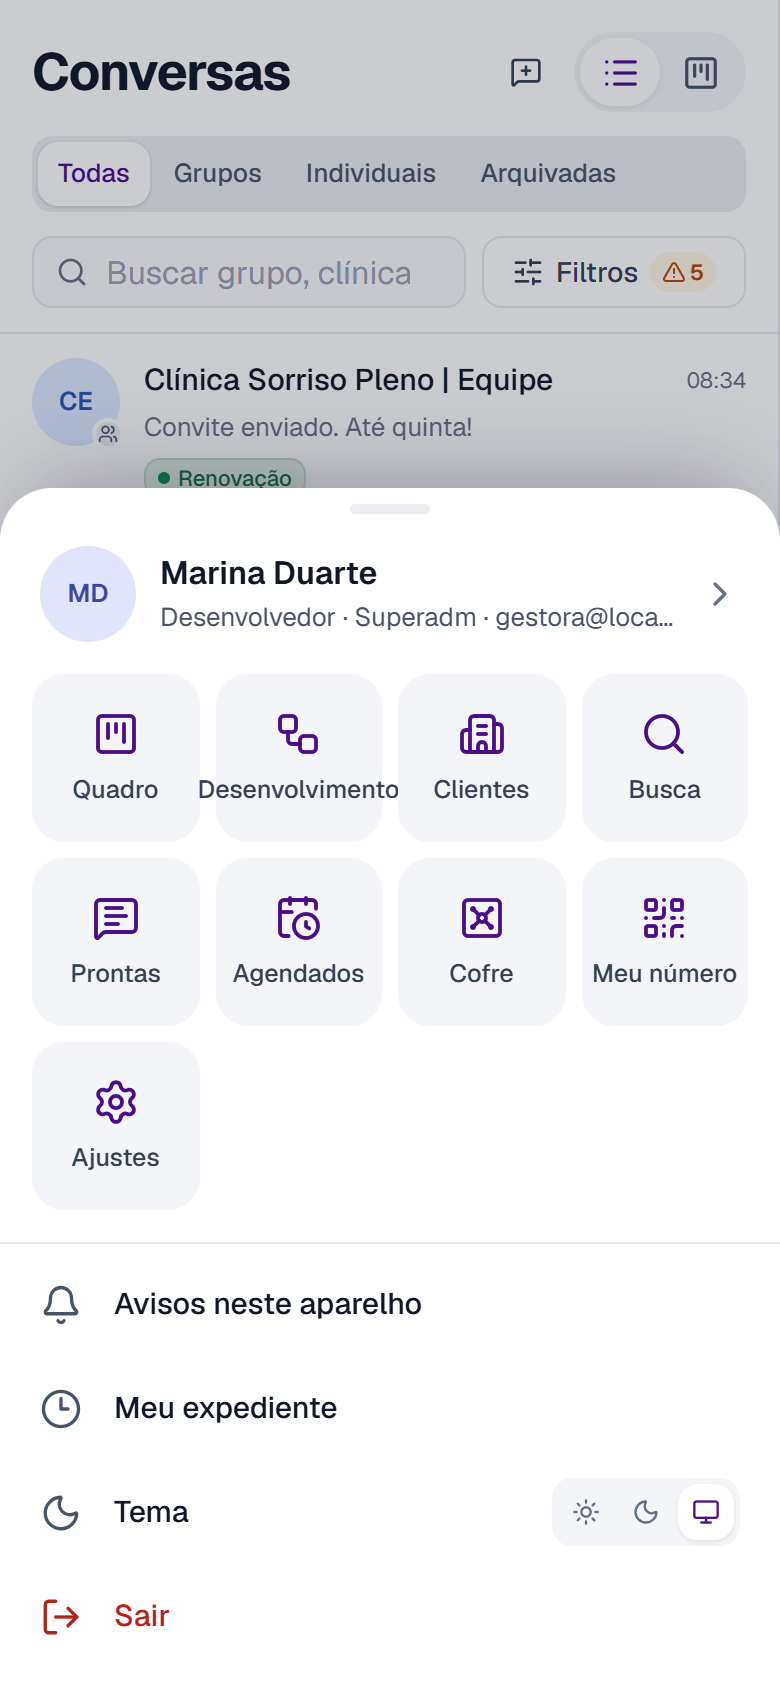 Conversas
Todas Grupos Individuais Arquivadas
Buscar grupo, clínica
Filtros 5
CE
Clínica Sorriso Pleno | Equipe 08:34
Convite enviado. Até quinta!
Renovação
MD
Marina Duarte
Desenvolvedor · Superadm · gestora@loca...
Quadro Desenvolvimento Clientes Busca
Prontas Agendados Cofre Meu número
Ajustes
Avisos neste aparelho
Meu expediente
Tema
Sair